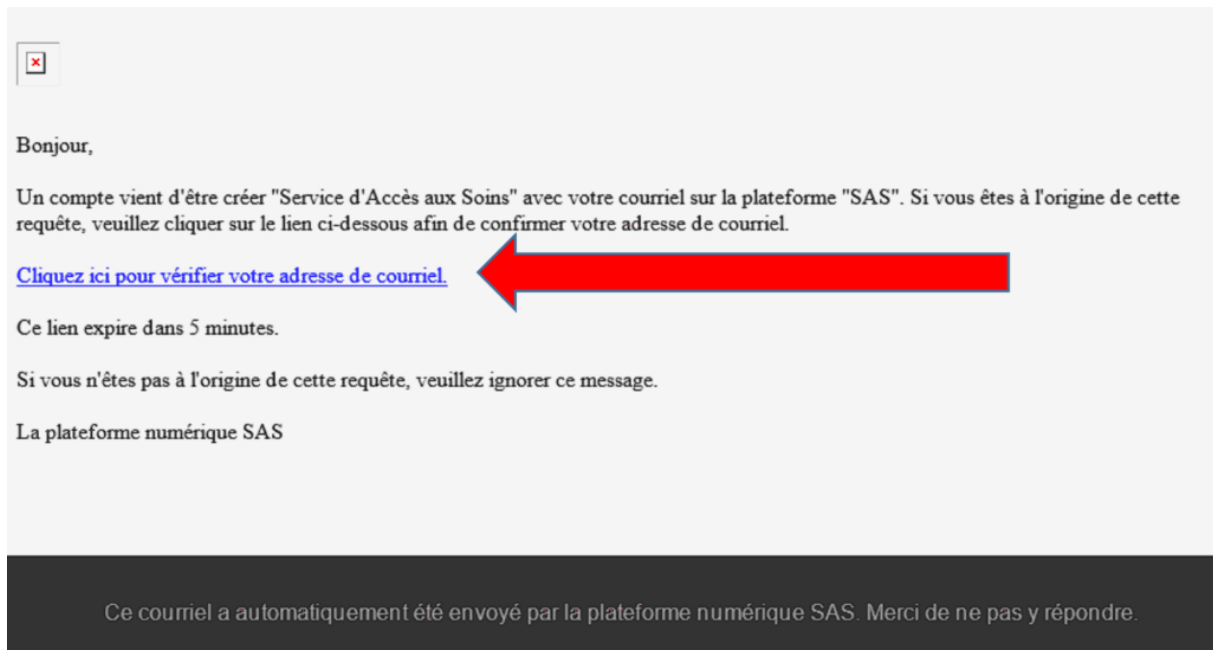 Bonjour,
Un compte vient d'être créer "Service d'Accès aux Soins" avec votre courriel sur la plateforme "SAS". Si vous êtes à l'origine de cette
requête, veuillez cliquer sur le lien ci-dessous afin de confirmer votre adresse de courriel.
Cliquez ici pour vérifier votre adresse de courriel.
Ce lien expire dans 5 minutes.
Si vous n'êtes pas à l'origine de cette requête, veuillez ignorer ce message.
La plateforme numérique SAS
Ce courriel a automatiquement été envoyé par la plateforme numérique SAS. Merci de ne pas y répondre.